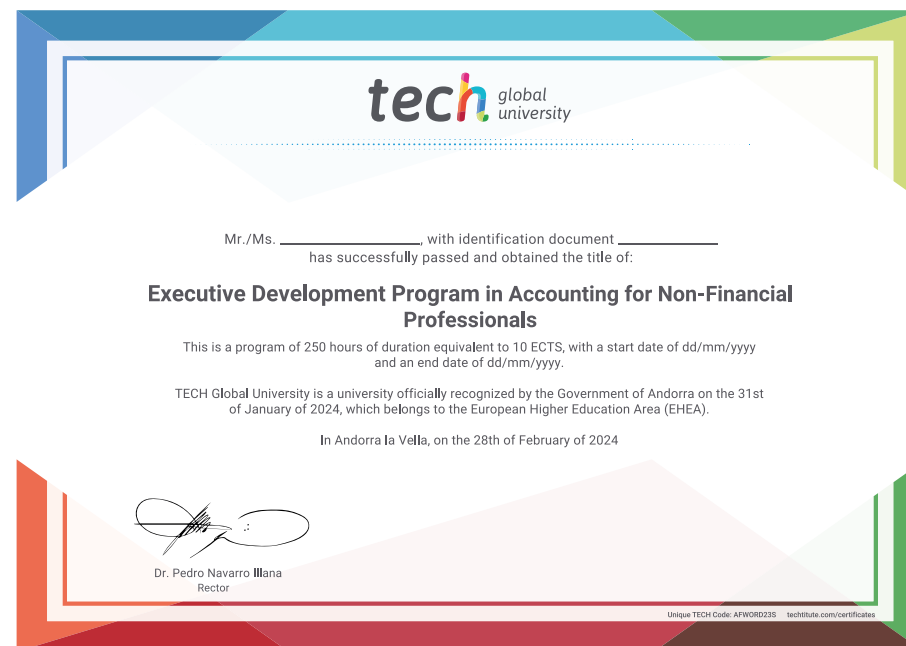 tech global
university
Mr./Ms. ____________, with identification document ____________
has successfully passed and obtained the title of:
Executive Development Program in Accounting for Non-Financial
Professionals
This is a program of 250 hours of duration equivalent to 10 ECTS, with a start date of dd/mm/yyyy
and an end date of dd/mm/yyyy.
TECH Global University is a university officially recognized by the Government of Andorra on the 31st
of January of 2024, which belongs to the European Higher Education Area (EHEA).
In Andorra la Vella, on the 28th of February of 2024
Dr. Pedro Navarro Illana
Rector
Unique TECH Code: AFWORD23S techtitute.com/certificates